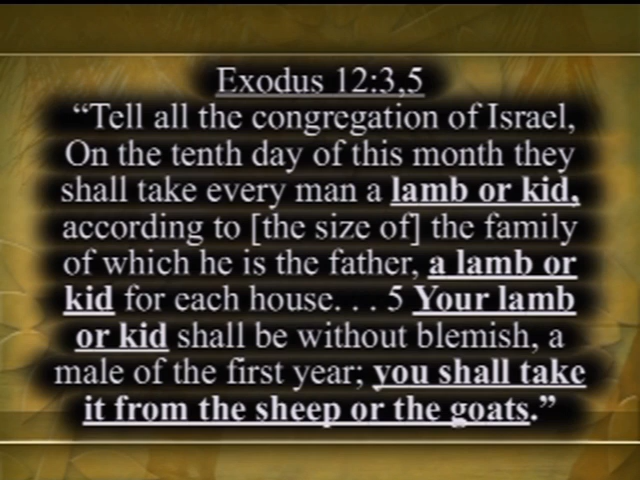 Exodus 12:3,5
“Tell all the congregation of Israel,
On the tenth day of this month they
shall take every man a lamb or kid,
according to [the size of] the family
of which he is the father, a lamb or
kid for each house. . . 5 Your lamb
or kid shall be without blemish, a
male of the first year; you shall take
it from the sheep or the goats.”